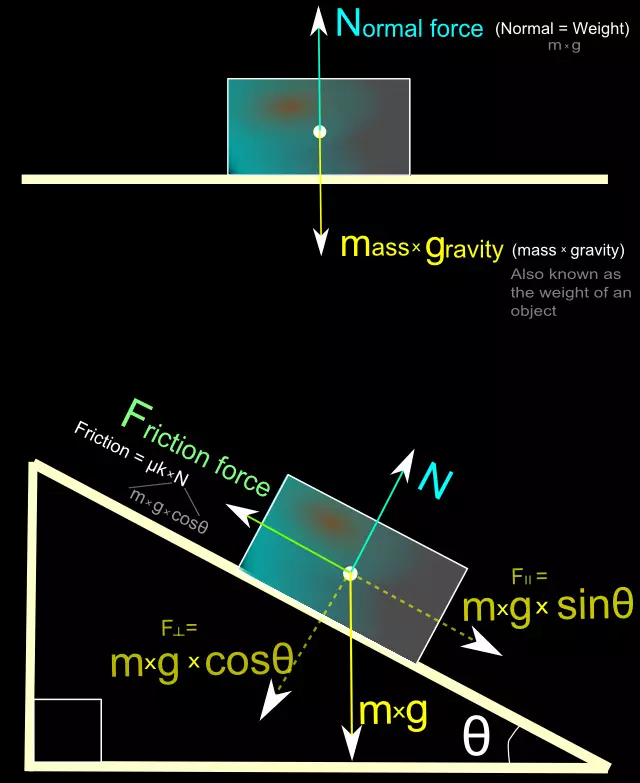 Normal force (Normal = Weight)
m × g
mass × gravity (mass × gravity)
Also known as
the weight of an
object
Friction force
Friction = μk×N
m×g×cosθ
N
F॥ =
m×g × sinθ
F⊥=
m×g × cosθ
m×g
θ